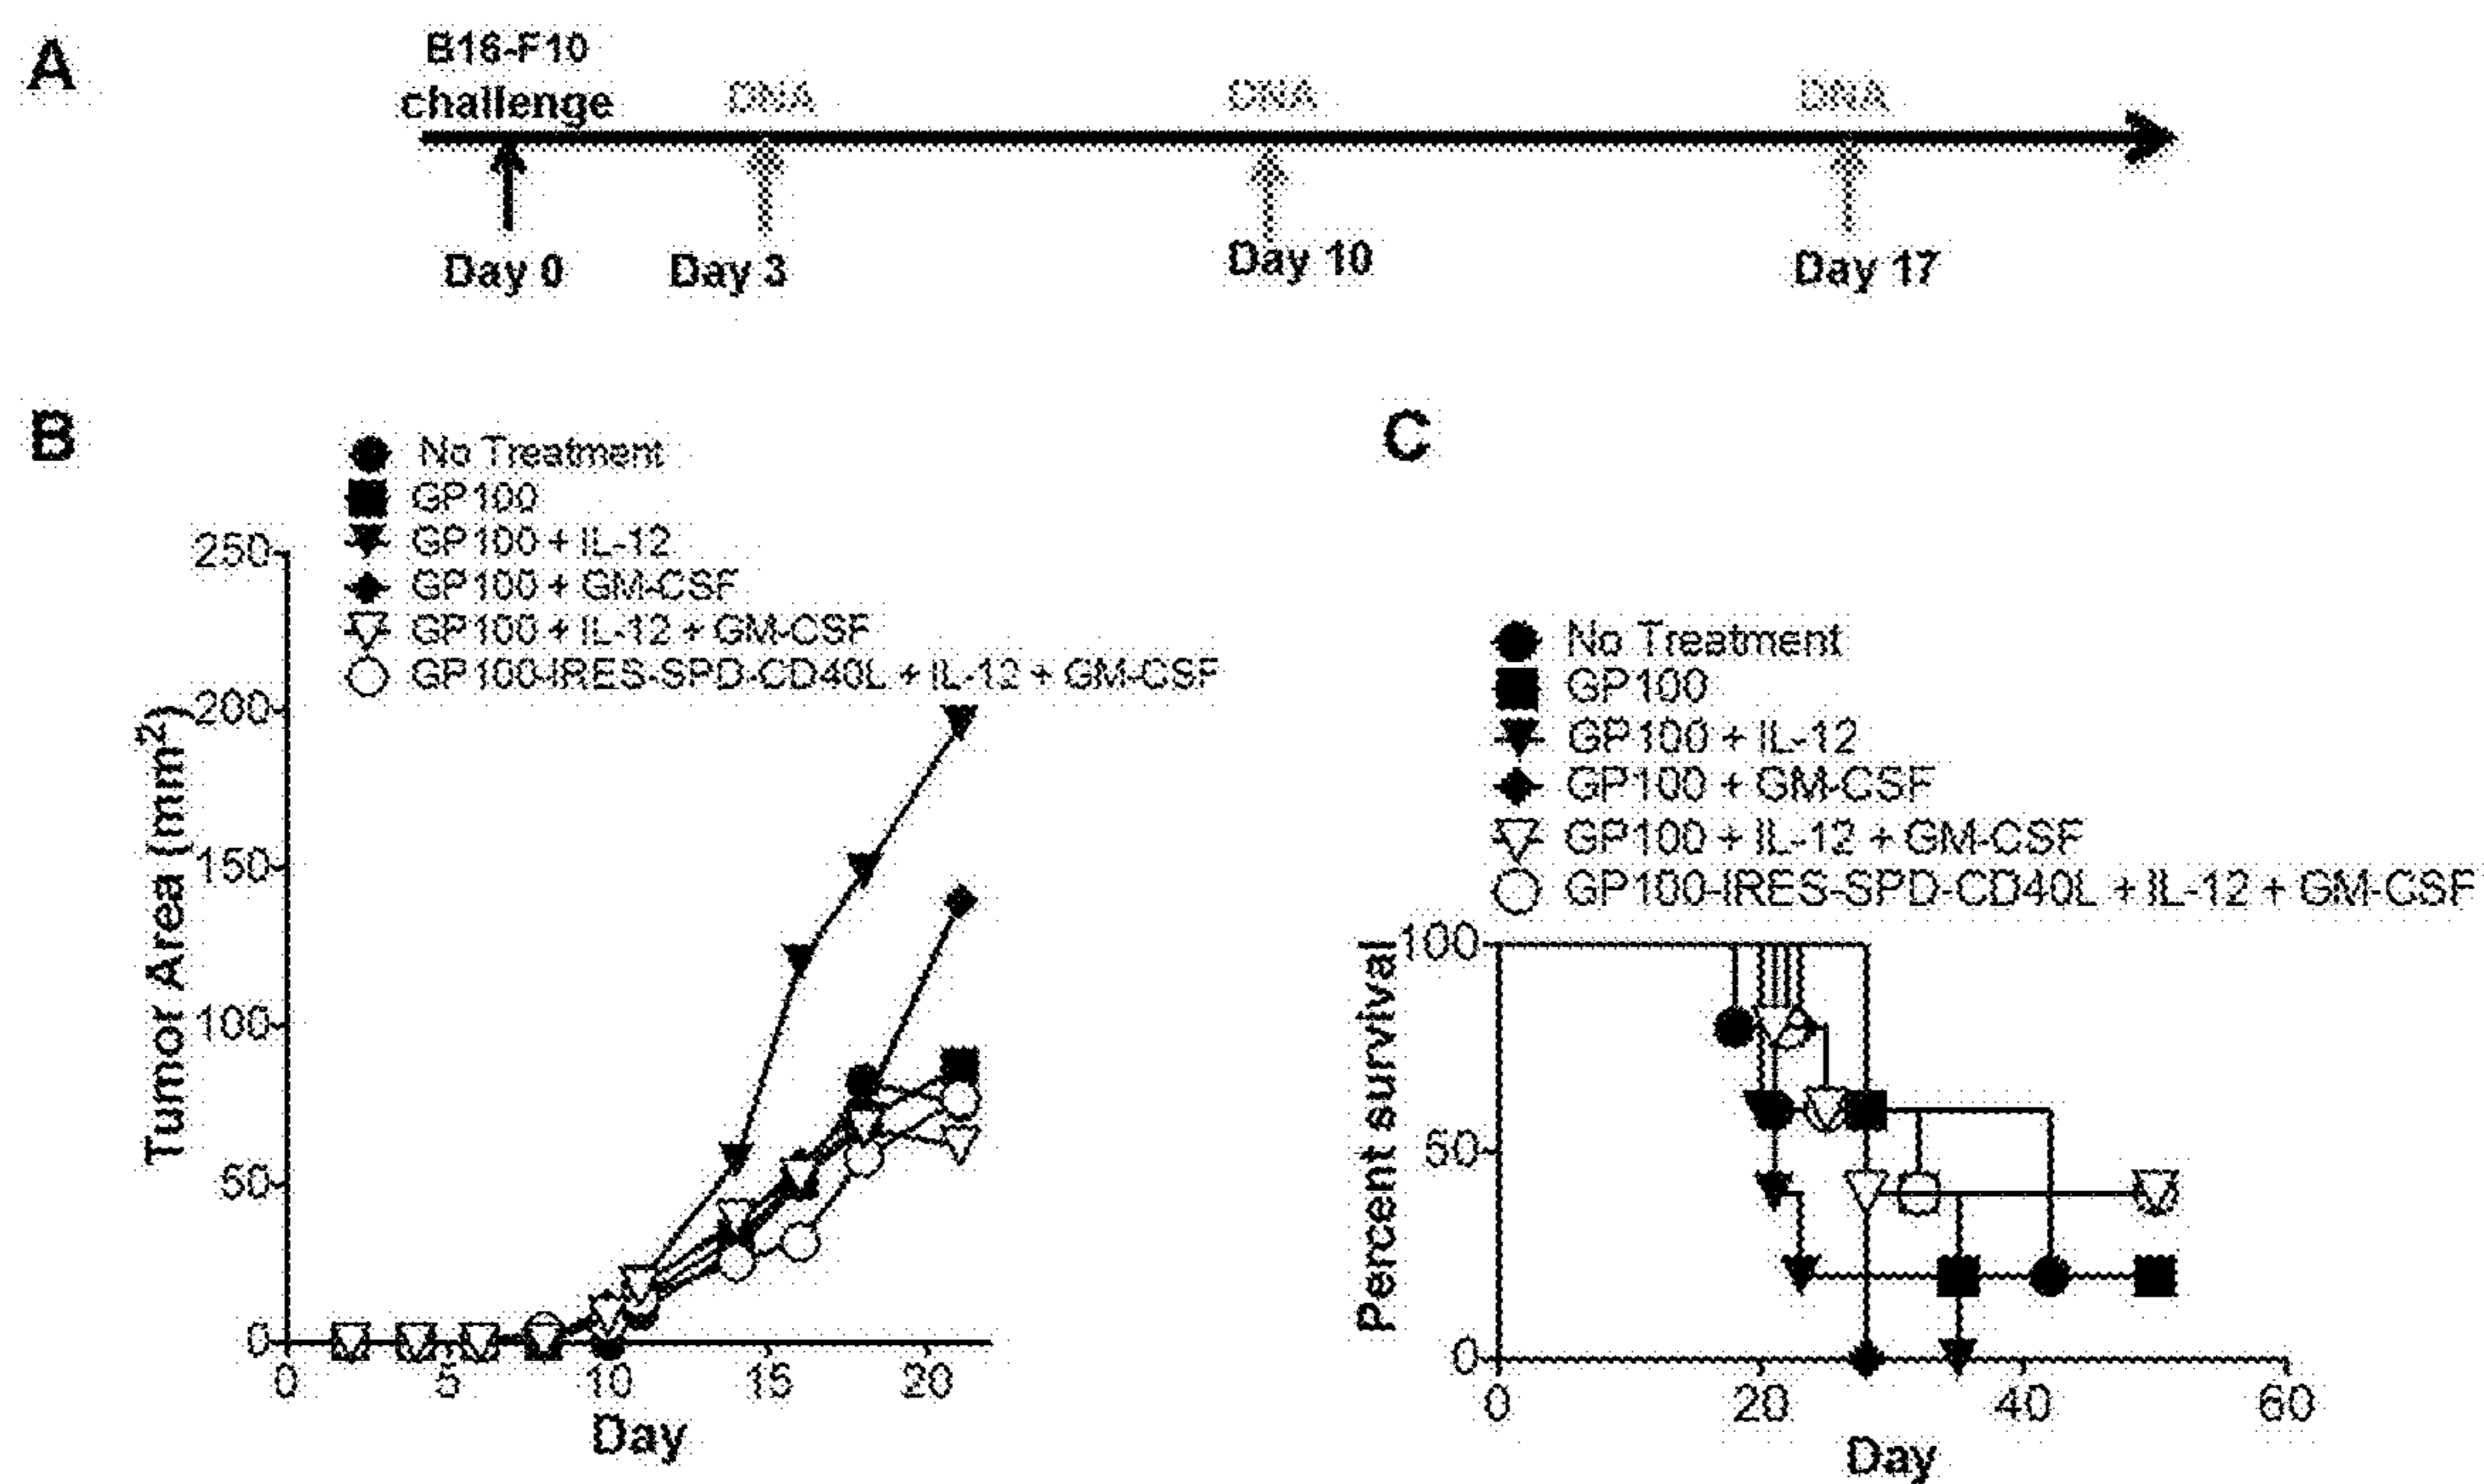 A
B16-F10
challenge
DNA
DNA
DNA
Day 0
Day 3
Day 10
Day 17
B
No Treatment
GP100
GP100 + IL-12
GP100 + GM-CSF
GP100 + IL-12 + GM-CSF
GP100-IRES-SPD-CD40L + IL-12 + GM-CSF
Tumor Area (mm²)
250
200
150
100
50
0
0
5
10
15
20
Day
C
No Treatment
GP100
GP100 + IL-12
GP100 + GM-CSF
GP100 + IL-12 + GM-CSF
GP100-IRES-SPD-CD40L + IL-12 + GM-CSF
Percent survival
100
50
0
0
20
40
60
Day